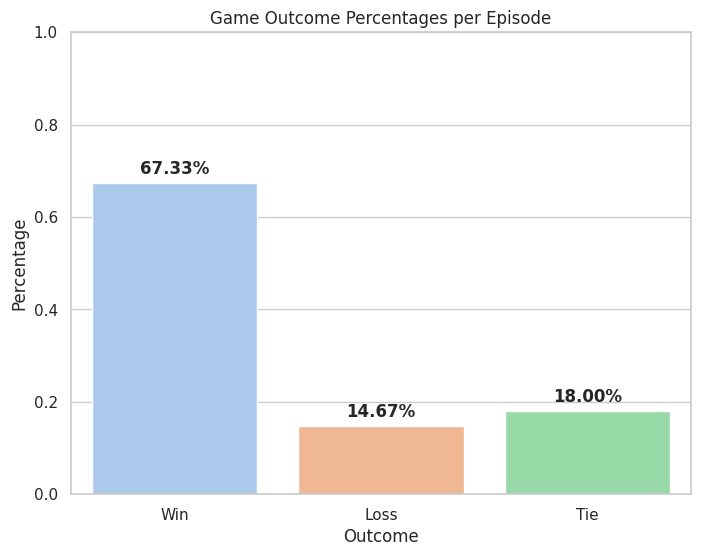 Game Outcome Percentages per Episode
1.0
0.8
67.33%
0.6
Percentage
0.4
0.2
18.00%
14.67%
0.0
Win Loss Tie
Outcome